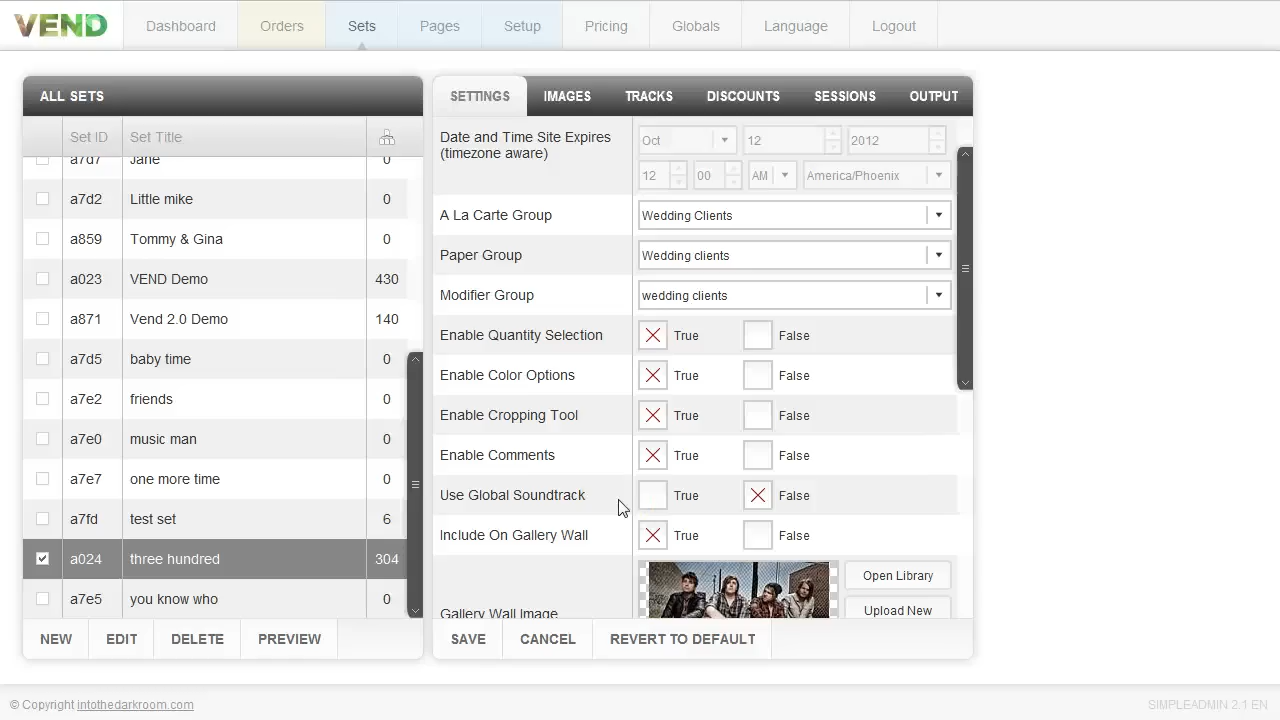 VEND
Dashboard
Orders
Sets
Pages
Setup
Pricing
Globals
Language
Logout
ALL SETS
Set ID
Set Title
a7d7
Jane
0
a7d2
Little mike
0
a859
Tommy & Gina
0
a023
VEND Demo
430
a871
Vend 2.0 Demo
140
a7d5
baby time
0
a7e2
friends
0
a7e0
music man
0
a7e7
one more time
0
a7fd
test set
6
a024
three hundred
304
a7e5
you know who
0
NEW
EDIT
DELETE
PREVIEW
SETTINGS
IMAGES
TRACKS
DISCOUNTS
SESSIONS
OUTPUT
Date and Time Site Expires
(timezone aware)
Oct
12
2012
12
00
AM
America/Phoenix
A La Carte Group
Wedding Clients
Paper Group
Wedding clients
Modifier Group
wedding clients
Enable Quantity Selection
True
False
Enable Color Options
True
False
Enable Cropping Tool
True
False
Enable Comments
True
False
Use Global Soundtrack
True
False
Include On Gallery Wall
True
False
Gallery Wall Image
Open Library
Upload New
SAVE
CANCEL
REVERT TO DEFAULT
© Copyright intothedarkroom.com
SIMPLEADMIN 2.1 EN